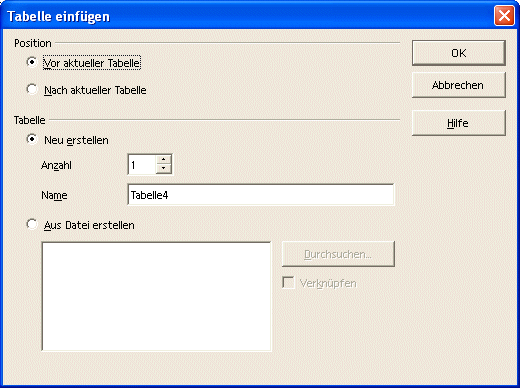 Tabelle einfügen
Position
Vor aktueller Tabelle
Nach aktueller Tabelle
OK
Abbrechen
Hilfe
Tabelle
Neu erstellen
Anzahl 1
Name Tabelle4
Aus Datei erstellen
Durchsuchen...
Verknüpfen